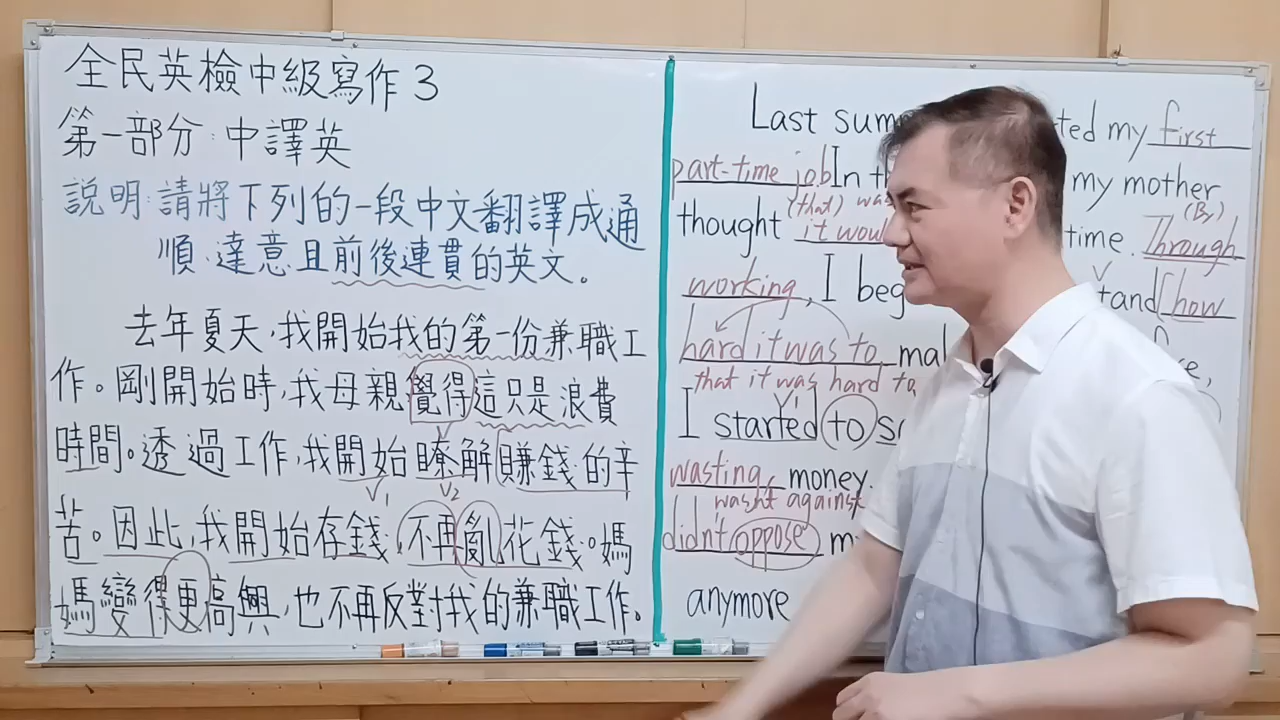 全民英檢中級寫作3
第一部分:中譯英
説明:請將下列的一段中文翻譯成通
順、達意且前後連貫的英文。
去年夏天,我開始我的第一份兼職工
作。剛開始時,我母親覺得這只是浪費
時間。透過工作,我開始瞭解賺錢的辛
V1 V2
苦。因此,我開始存錢、不再亂花錢。媽
媽變得更高興,也不再反對我的兼職工作。
Last ted my first
part-time job In my mother
(that) was (By)
thought it time. Through
working, I how
hard it was to
that it was hard to
V1
I started to
wasting money.
wasn't against
didn't oppose
anymore